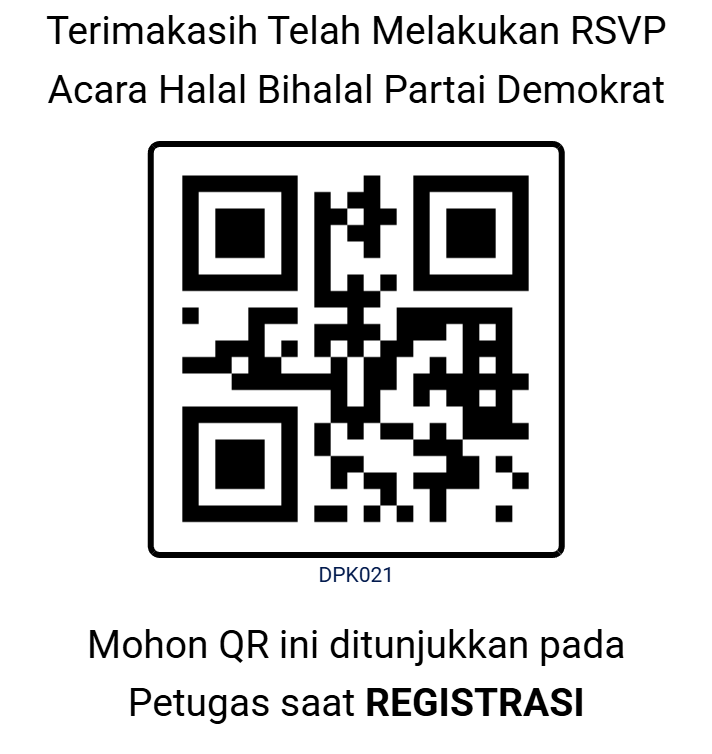 Terimakasih Telah Melakukan RSVP
Acara Halal Bihalal Partai Demokrat
DPK021
Mohon QR ini ditunjukkan pada
Petugas saat REGISTRASI